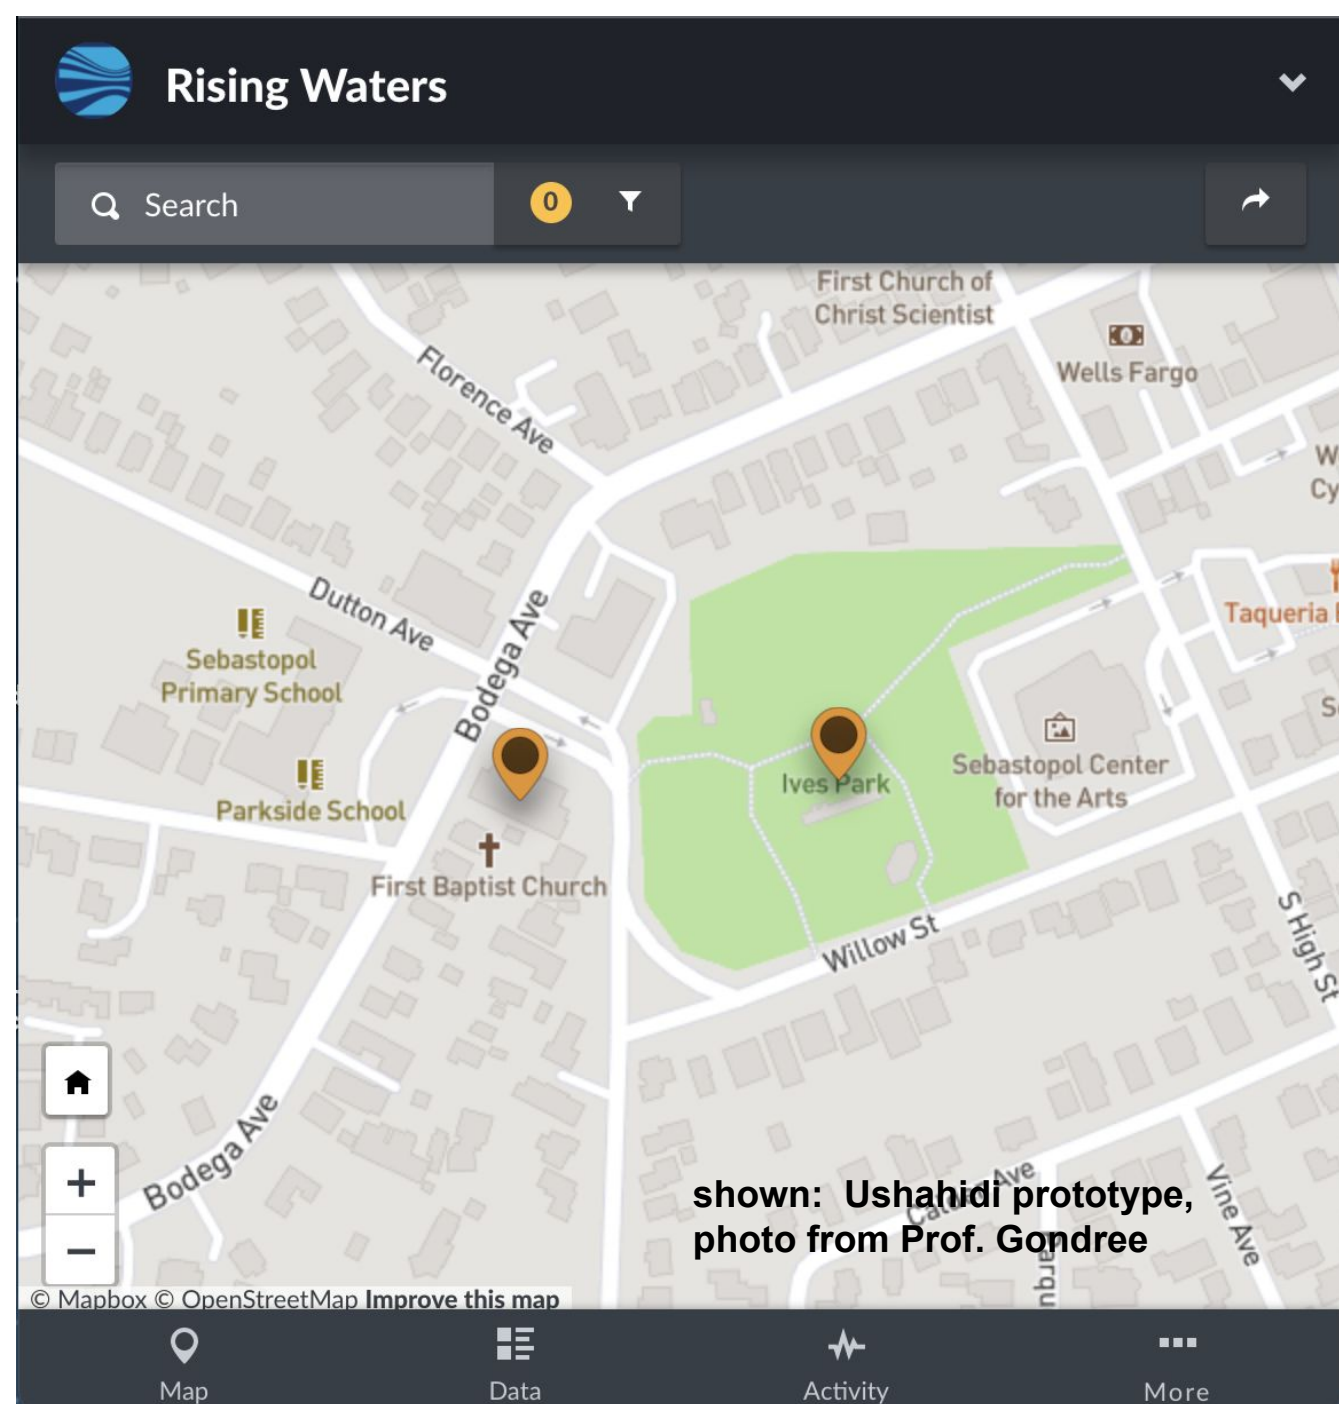 Rising Waters
Search
0
First Church of
Christ Scientist
Wells Fargo
Florence Ave
W
Cy
Dutton Ave
Bodega Ave
Sebastopol
Primary School
Taqueria
Parkside School
Ives Park
Sebastopol Center
for the Arts
S
First Baptist Church
Willow St
S High St
Bodega Ave
Vine Ave
shown: Ushahidi prototype,
photo from Prof. Gondree
© Mapbox © OpenStreetMap Improve this map
Map
Data
Activity
More